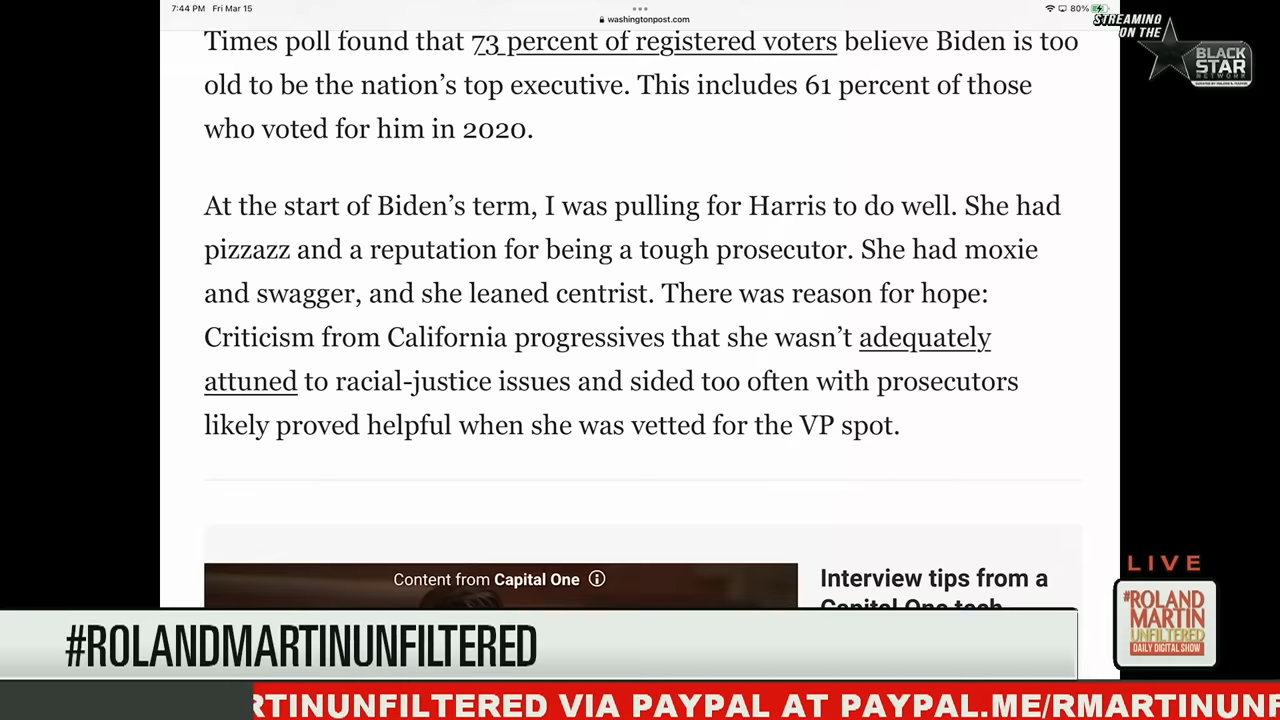 7:44 PM Fri Mar 15
washingtonpost.com
80%
STREAMING
ON THE
BLACK
STAR
NETWORK
Times poll found that 73 percent of registered voters believe Biden is too
old to be the nation’s top executive. This includes 61 percent of those
who voted for him in 2020.
At the start of Biden’s term, I was pulling for Harris to do well. She had
pizzazz and a reputation for being a tough prosecutor. She had moxie
and swagger, and she leaned centrist. There was reason for hope:
Criticism from California progressives that she wasn’t adequately
attuned to racial-justice issues and sided too often with prosecutors
likely proved helpful when she was vetted for the VP spot.
Content from Capital One
Interview tips from a
Capital One tech
LIVE
#ROLAND
MARTIN
UNFILTERED
DAILY DIGITAL SHOW
#ROLANDMARTINUNFILTERED
RTINUNFILTERED VIA PAYPAL AT PAYPAL.ME/RMARTINUNF